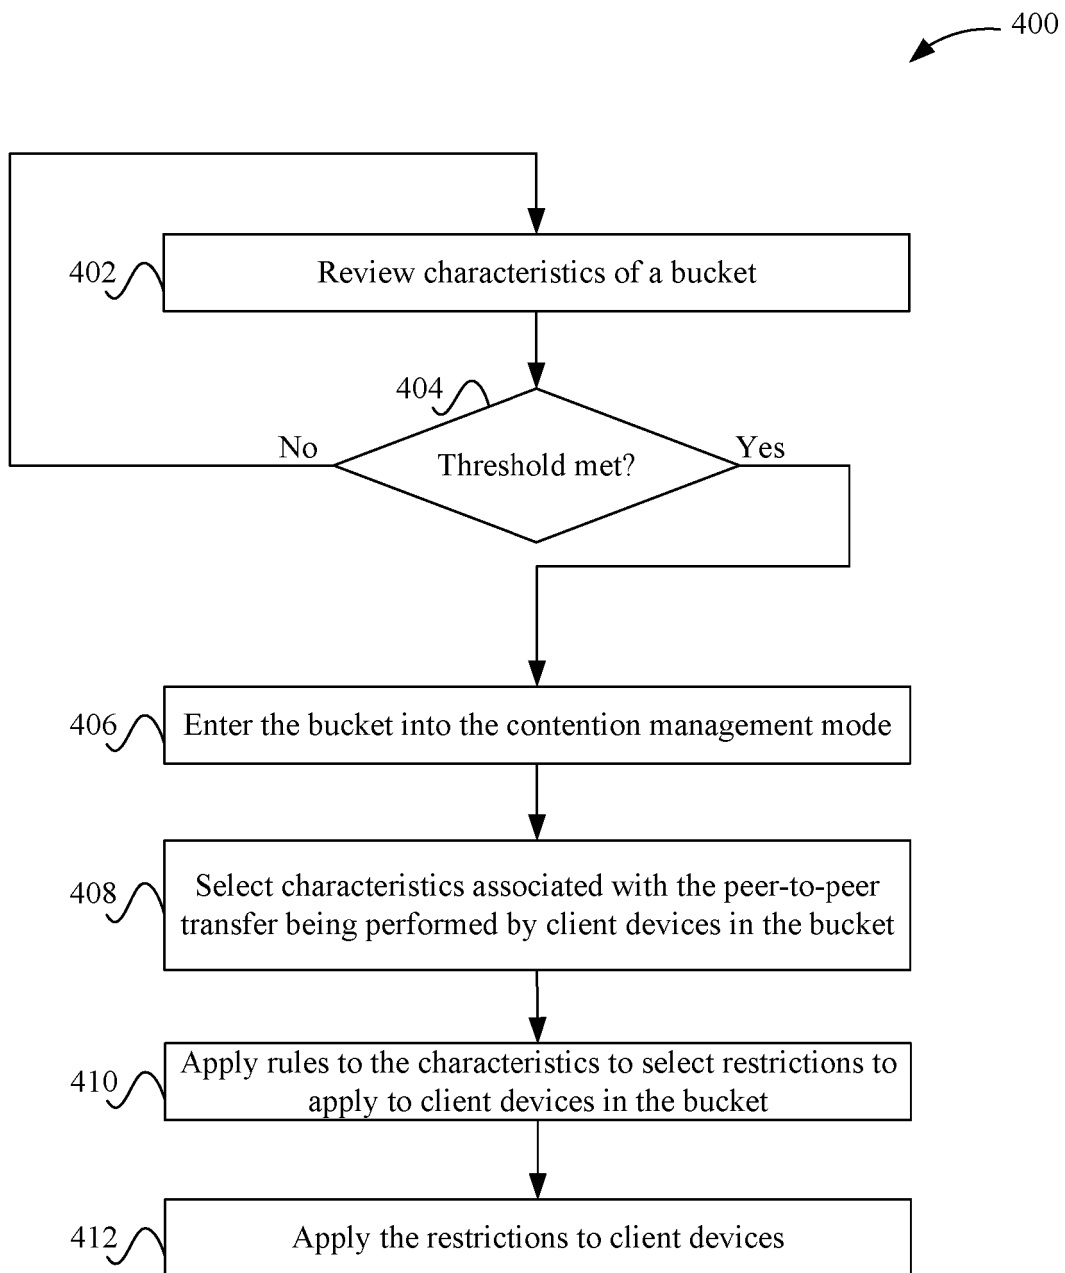 400
402
Review characteristics of a bucket
404
No
Threshold met?
Yes
406
Enter the bucket into the contention management mode
408
Select characteristics associated with the peer-to-peer
transfer being performed by client devices in the bucket
410
Apply rules to the characteristics to select restrictions to
apply to client devices in the bucket
412
Apply the restrictions to client devices